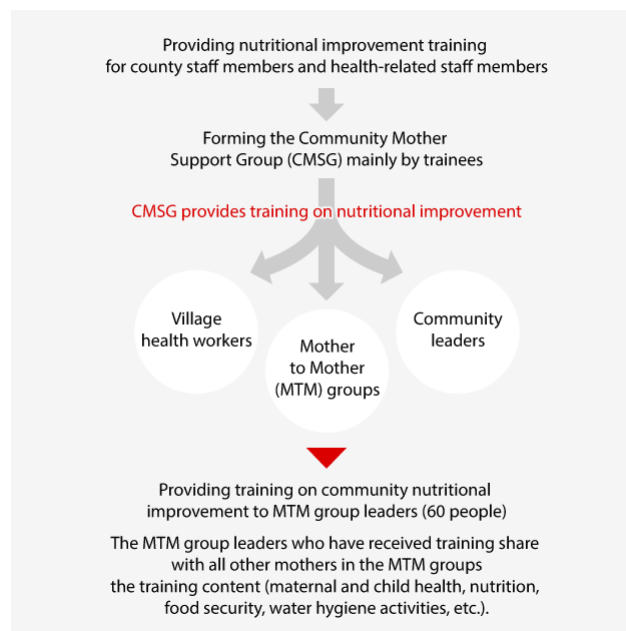 Providing nutritional improvement training
for county staff members and health-related staff members
Forming the Community Mother
Support Group (CMSG) mainly by trainees
CMSG provides training on nutritional improvement
Village
health workers
Mother
to Mother
(MTM) groups
Community
leaders
Providing training on community nutritional
improvement to MTM group leaders (60 people)
The MTM group leaders who have received training share
with all other mothers in the MTM groups
the training content (maternal and child health, nutrition,
food security, water hygiene activities, etc.).